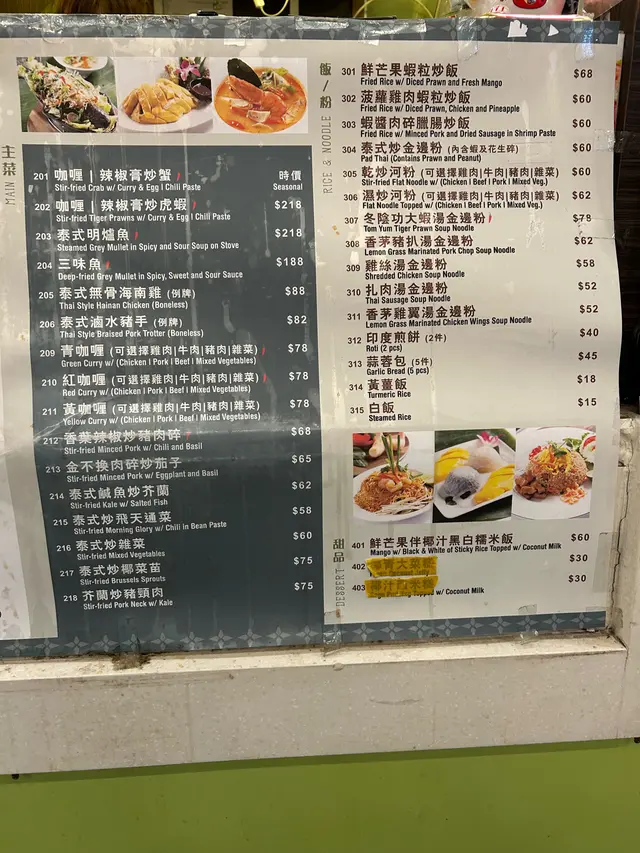 主菜
MAIN
201 咖喱 | 辣椒膏炒蟹 時價
Stir-fried Crab w/ Curry & Egg | Chili Paste Seasonal
202 咖喱 | 辣椒膏炒虎蝦 $218
Stir-fried Tiger Prawns w/ Curry & Egg | Chili Paste
203 泰式明爐魚 $218
Steamed Grey Mullet in Spicy and Sour Soup on Stove
204 三味魚 $188
Deep-fried Grey Mullet in Spicy, Sweet and Sour Sauce
205 泰式無骨海南雞 (例牌) $88
Thai Style Hainan Chicken (Boneless)
206 泰式滷水豬手 (例牌) $82
Thai Style Braised Pork Trotter (Boneless)
209 青咖喱 (可選擇雞肉|牛肉|豬肉|雜菜) $78
Green Curry w/ (Chicken | Pork | Beef | Mixed Vegetables)
210 紅咖喱 (可選擇雞肉|牛肉|豬肉|雜菜) $78
Red Curry w/ (Chicken | Pork | Beef | Mixed Vegetables)
211 黃咖喱 (可選擇雞肉|牛肉|豬肉|雜菜) $78
Yellow Curry w/ (Chicken | Pork | Beef | Mixed Vegetables)
212 香葉辣椒炒豬肉碎 $68
Stir-fried Minced Pork w/ Chili and Basil
213 金不換肉碎炒茄子 $65
Stir-fried Minced Pork w/ Eggplant and Basil
214 泰式鹹魚炒芥蘭 $62
Stir-fried Kale w/ Salted Fish
215 泰式炒飛天通菜 $58
Stir-fried Morning Glory w/ Chili in Bean Paste
216 泰式炒雜菜 $60
Stir-fried Mixed Vegetables
217 泰式炒椰菜苗 $75
Stir-fried Brussels Sprouts
218 芥蘭炒豬頸肉 $75
Stir-fried Pork Neck w/ Kale
飯/粉
RICE & NOODLE
301 鮮芒果蝦粒炒飯 $68
Fried Rice w/ Diced Prawn and Fresh Mango
302 菠蘿雞肉蝦粒炒飯 $60
Fried Rice w/ Diced Prawn, Chicken and Pineapple
303 蝦醬肉碎臘腸炒飯 $60
Fried Rice w/ Minced Pork and Dried Sausage in Shrimp Paste
304 泰式炒金邊粉 (內含蝦及花生碎) $60
Pad Thai (Contains Prawn and Peanut)
305 乾炒河粉 (可選擇雞肉|牛肉|豬肉|雜菜) $60
Stir-fried Flat Noodle w/ (Chicken | Beef | Pork | Mixed Veg.)
306 濕炒河粉 (可選擇雞肉|牛肉|豬肉|雜菜) $62
Flat Noodle Topped w/ (Chicken | Beef | Pork | Mixed Veg.)
307 冬陰功大蝦湯金邊粉 $78
Tom Yum Tiger Prawn Soup Noodle
308 香茅豬扒湯金邊粉 $62
Lemon Grass Marinated Pork Chop Soup Noodle
309 雞絲湯金邊粉 $58
Shredded Chicken Soup Noodle
310 扎肉湯金邊粉 $52
Thai Sausage Soup Noodle
311 香茅雞翼湯金邊粉 $52
Lemon Grass Marinated Chicken Wings Soup Noodle
312 印度煎餅 (2件) $40
Roti (2 pcs)
313 蒜蓉包 (5件) $45
Garlic Bread (5 pcs)
314 黃薑飯 $18
Turmeric Rice
315 白飯 $15
Steamed Rice
甜品
DESSERT
401 鮮芒果伴椰汁黑白糯米飯 $60
Mango w/ Black & White of Sticky Rice Topped w/ Coconut Milk
402 $30
403 $30
w/ Coconut Milk